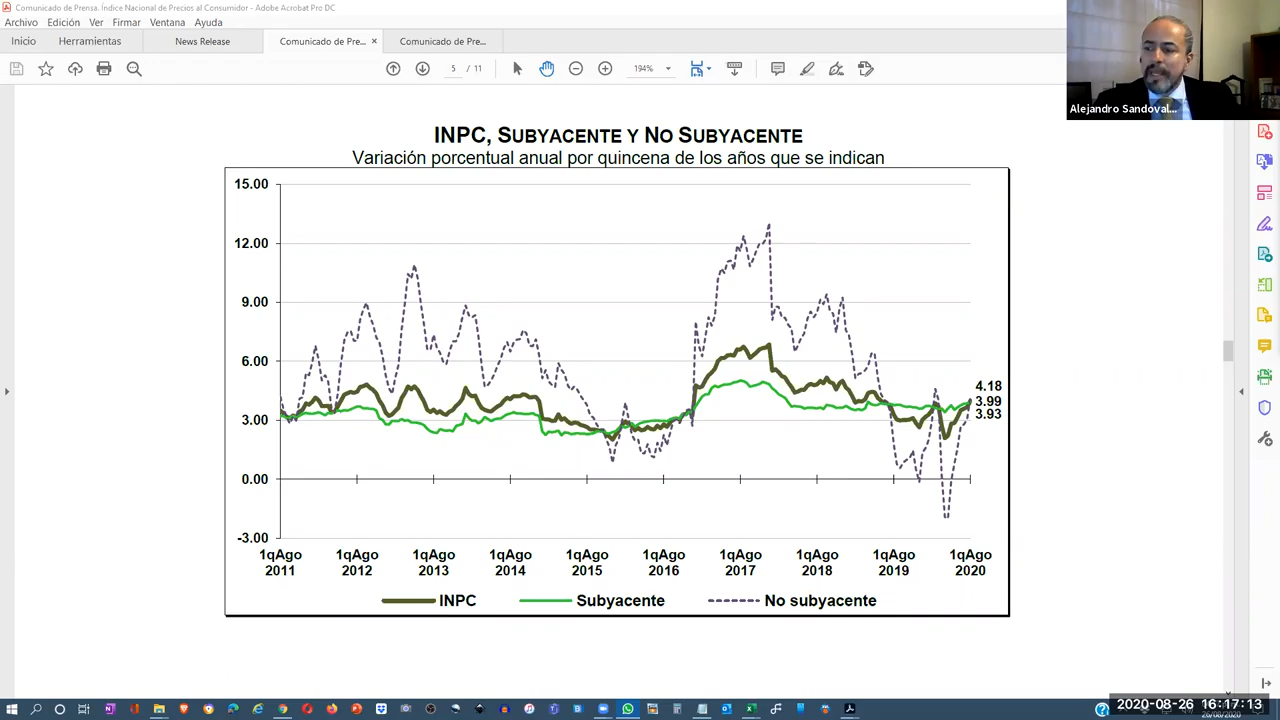 Comunicado de Prensa. Índice Nacional de Precios al Consumidor - Adobe Acrobat Pro DC
Archivo Edición Ver Firmar Ventana Ayuda
Inicio Herramientas News Release Comunicado de Pre... × Comunicado de Pre...
5 11 194%
Alejandro Sandoval...
INPC, SUBYACENTE Y NO SUBYACENTE
Variación porcentual anual por quincena de los años que se indican
15.00
12.00
9.00
6.00
3.00
0.00
-3.00
4.18
3.99
3.93
1qAgo 1qAgo 1qAgo 1qAgo 1qAgo 1qAgo 1qAgo 1qAgo 1qAgo 1qAgo
2011 2012 2013 2014 2015 2016 2017 2018 2019 2020
INPC Subyacente No subyacente
2020-08-26 16:17:13
26/08/2020